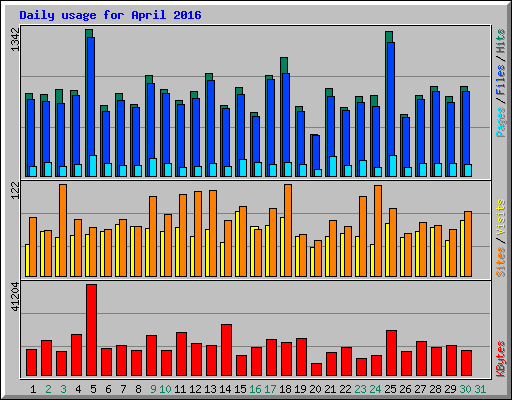 Daily usage for April 2016
1342
Pages/Files/Hits
122
Sites/Visits
41204
KBytes
1 2 3 4 5 6 7 8 9 10 11 12 13 14 15 16 17 18 19 20 21 22 23 24 25 26 27 28 29 30 31